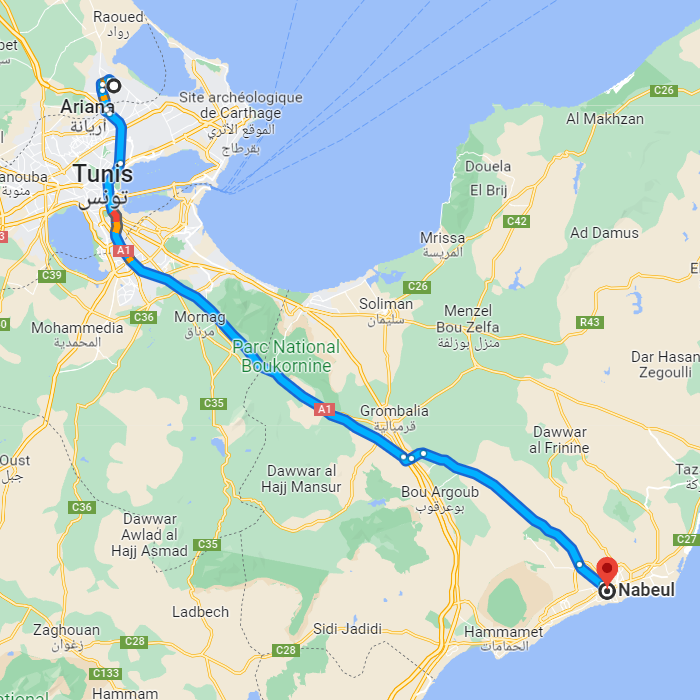 Raoued
رواد
Ariana
أريانة
Site archéologique
de Carthage
الموقع الأثري
بقرطاج
Tunis
تونس
anouba
منوبة
C26
Al Makhzan
Douela
El Brij
C42
Mrissa
المريسة
Ad Damus
A1
C39
C26
Soliman
سليمان
Menzel
Bou Zelfa
منزل بوزلفة
R43
Mornag
مرناق
C36
Mohammedia
المحمدية
Parc National
Boukornine
Dar Hasan
Zegoulli
C35
A1
Grombalia
قرمبالية
Dawwar
al Frinine
Oust
جبل
Dawwar al
Hajj Mansur
Bou Argoub
بوعرقوب
Taz
C36
Dawwar
Awlad al
Hajj Asmad
C35
C27
Nabeul
Ladbech
Zaghouan
زغوان
C28
Sidi Jadidi
Hammamet
الحمامات
C28
C133
Hammam
ational